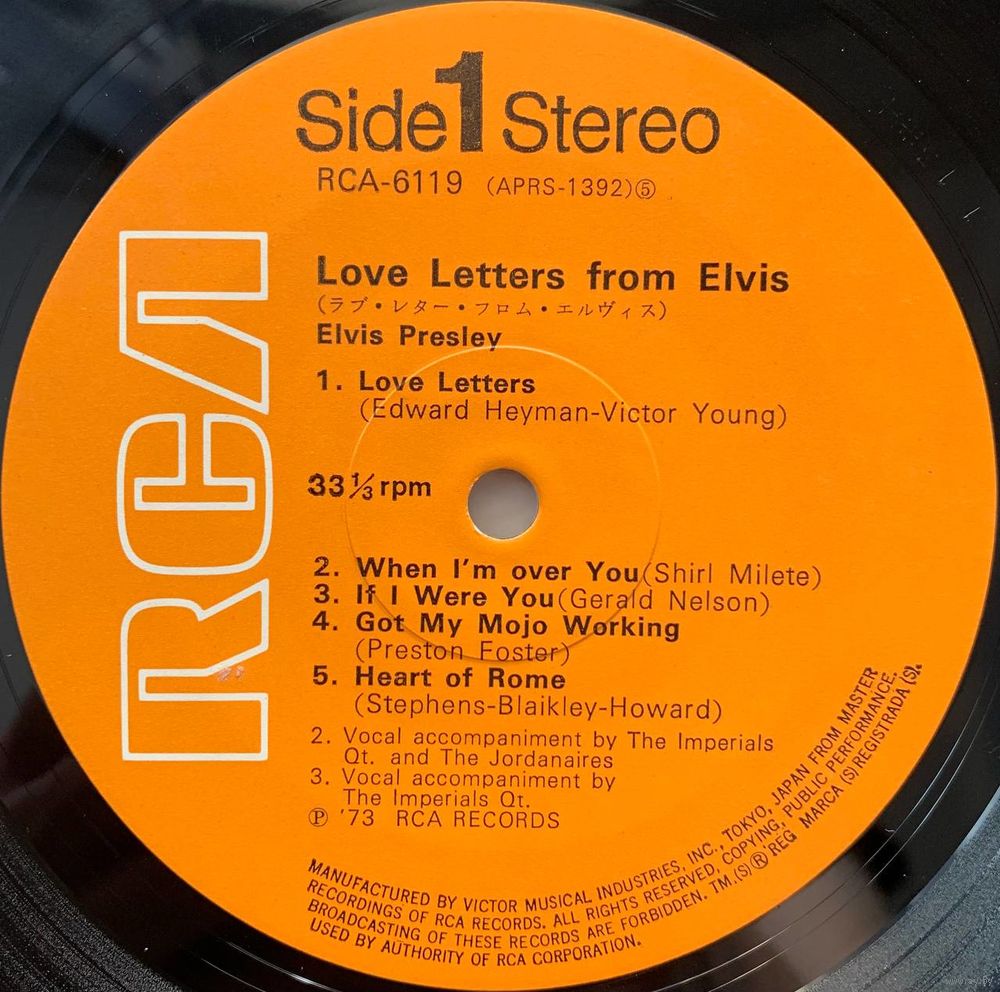 Side 1 Stereo
RCA-6119 (APRS-1392)⑤
RCA
Love Letters from Elvis
(ラブ・レター・フロム・エルヴィス)
Elvis Presley
1. Love Letters
(Edward Heyman-Victor Young)
33 1/3 rpm
2. When I'm over You(Shirl Milete)
3. If I Were You(Gerald Nelson)
4. Got My Mojo Working
(Preston Foster)
5. Heart of Rome
(Stephens-Blaikley-Howard)
2. Vocal accompaniment by The Imperials
Qt. and The Jordanaires
3. Vocal accompaniment by
The Imperials Qt.
℗ '73 RCA RECORDS
MANUFACTURED BY VICTOR MUSICAL INDUSTRIES, INC., TOKYO, JAPAN FROM MASTER
RECORDINGS OF RCA RECORDS. ALL RIGHTS RESERVED, COPYING, PUBLIC PERFORMANCE,
BROADCASTING OF THESE RECORDS ARE FORBIDDEN. TM.(S)® REG MARCA (S) REGISTRADA (S).
USED BY AUTHORITY OF RCA CORPORATION.